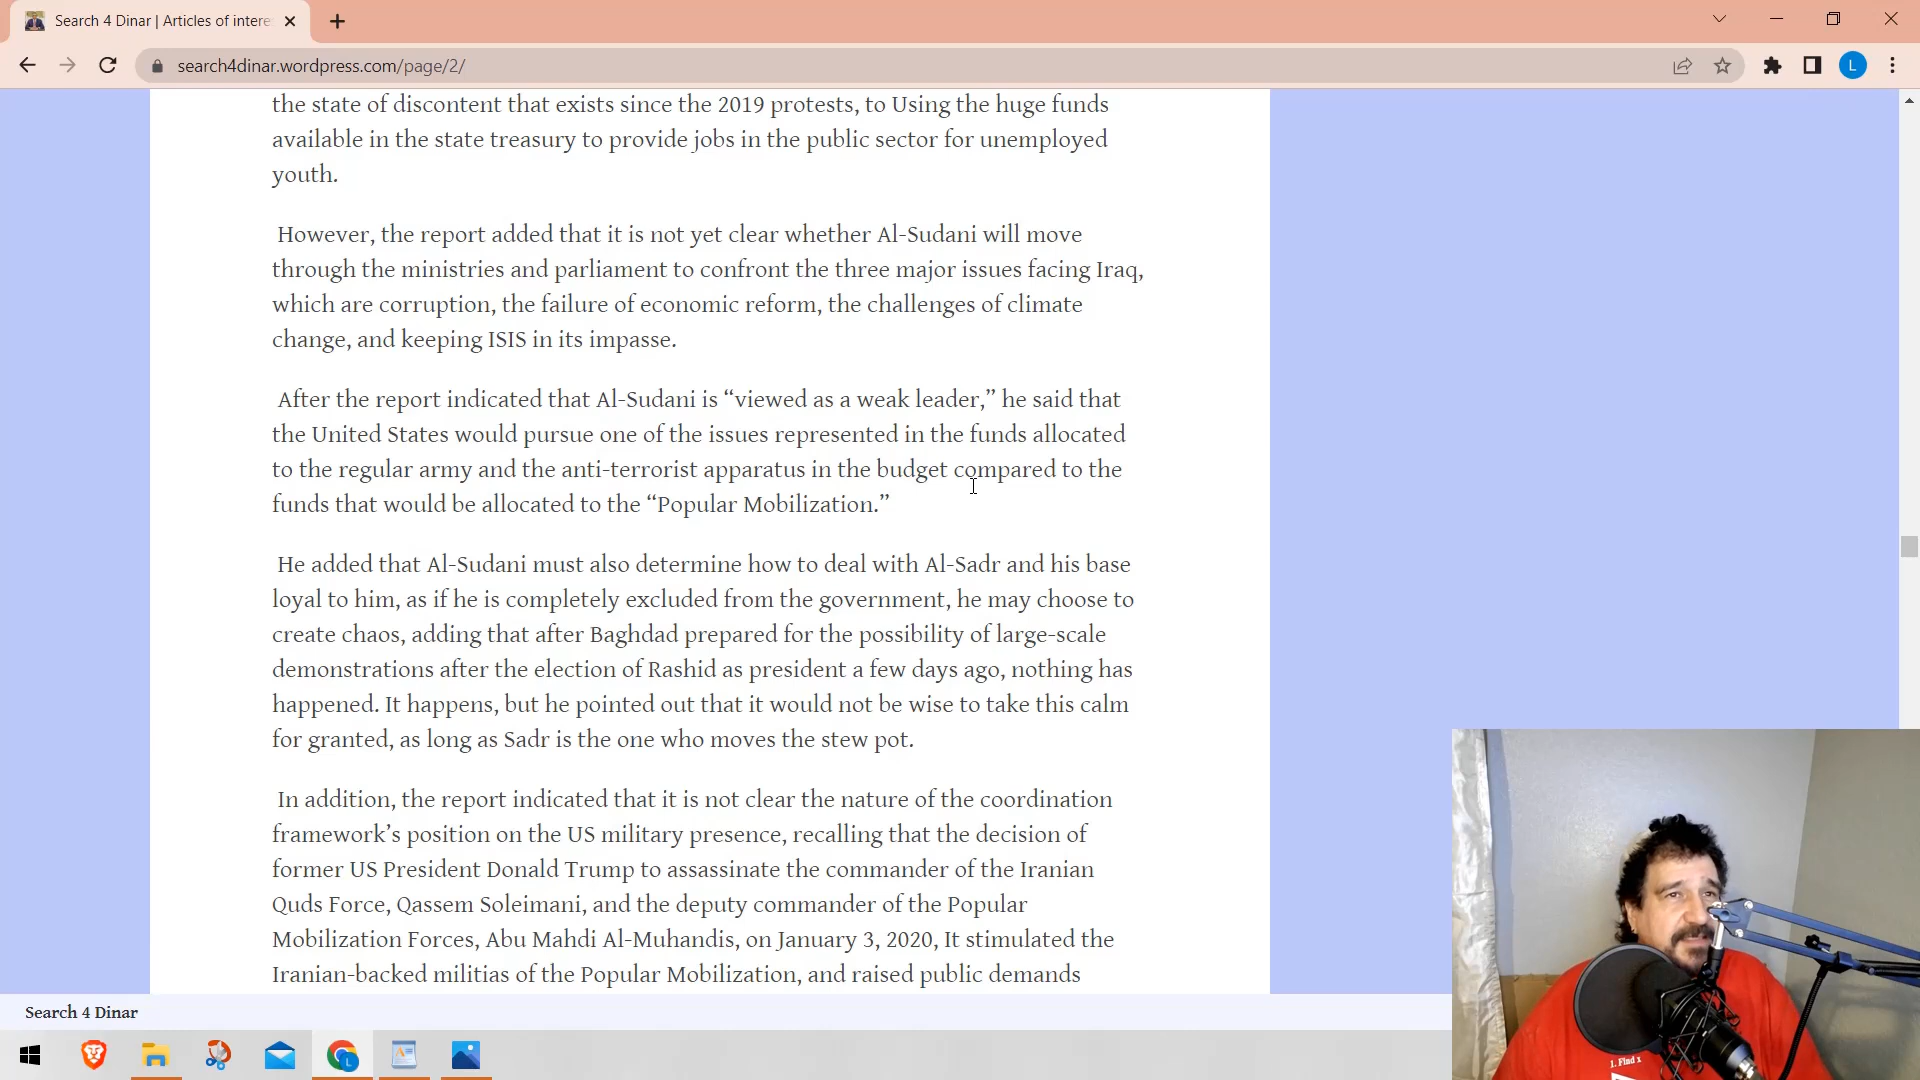 Search 4 Dinar | Articles of intere
search4dinar.wordpress.com/page/2/
L
the state of discontent that exists since the 2019 protests, to Using the huge funds
available in the state treasury to provide jobs in the public sector for unemployed
youth.
However, the report added that it is not yet clear whether Al-Sudani will move
through the ministries and parliament to confront the three major issues facing Iraq,
which are corruption, the failure of economic reform, the challenges of climate
change, and keeping ISIS in its impasse.
After the report indicated that Al-Sudani is “viewed as a weak leader,” he said that
the United States would pursue one of the issues represented in the funds allocated
to the regular army and the anti-terrorist apparatus in the budget compared to the
funds that would be allocated to the “Popular Mobilization.”
He added that Al-Sudani must also determine how to deal with Al-Sadr and his base
loyal to him, as if he is completely excluded from the government, he may choose to
create chaos, adding that after Baghdad prepared for the possibility of large-scale
demonstrations after the election of Rashid as president a few days ago, nothing has
happened. It happens, but he pointed out that it would not be wise to take this calm
for granted, as long as Sadr is the one who moves the stew pot.
In addition, the report indicated that it is not clear the nature of the coordination
framework’s position on the US military presence, recalling that the decision of
former US President Donald Trump to assassinate the commander of the Iranian
Quds Force, Qassem Soleimani, and the deputy commander of the Popular
Mobilization Forces, Abu Mahdi Al-Muhandis, on January 3, 2020, It stimulated the
Iranian-backed militias of the Popular Mobilization, and raised public demands
Search 4 Dinar
L
1. Find x